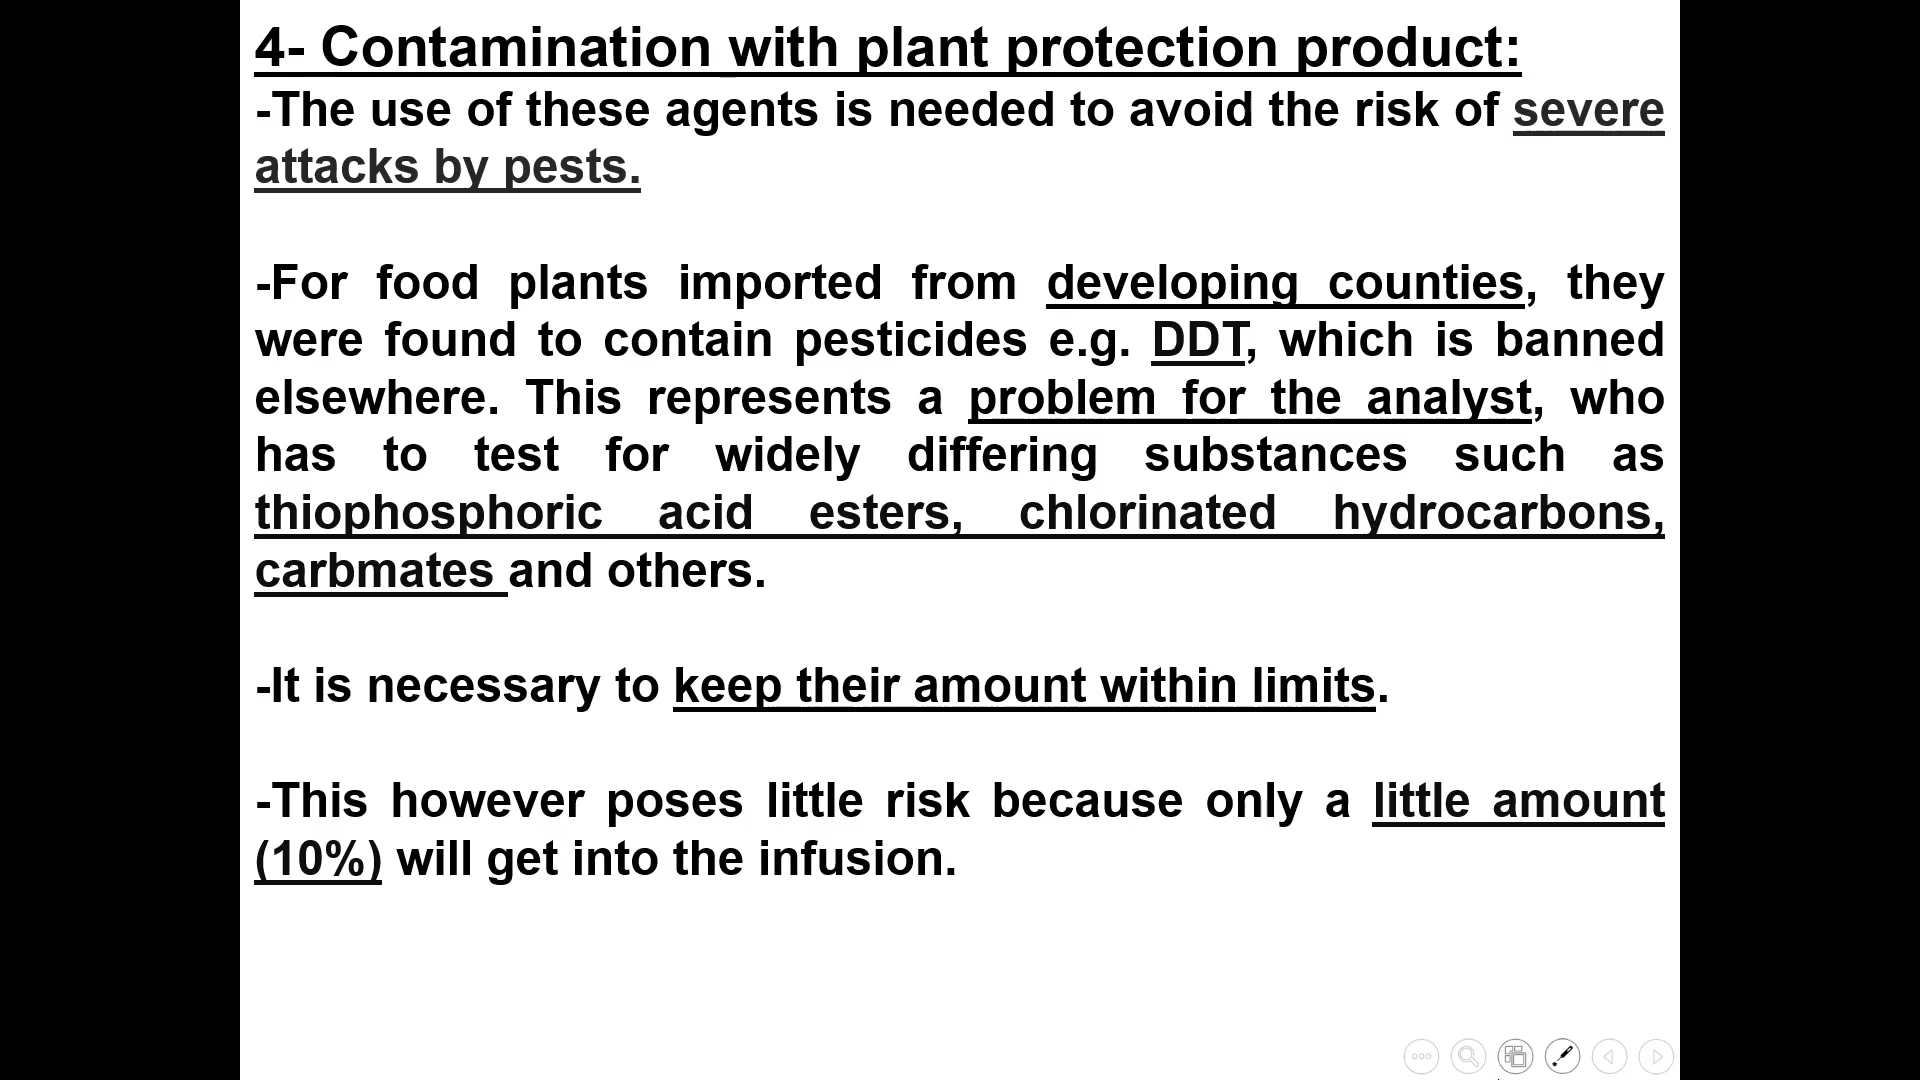 4- Contamination with plant protection product:
-The use of these agents is needed to avoid the risk of severe
attacks by pests.
-For food plants imported from developing counties, they
were found to contain pesticides e.g. DDT, which is banned
elsewhere. This represents a problem for the analyst, who
has to test for widely differing substances such as
thiophosphoric acid esters, chlorinated hydrocarbons,
carbmates and others.
-It is necessary to keep their amount within limits.
-This however poses little risk because only a little amount
(10%) will get into the infusion.